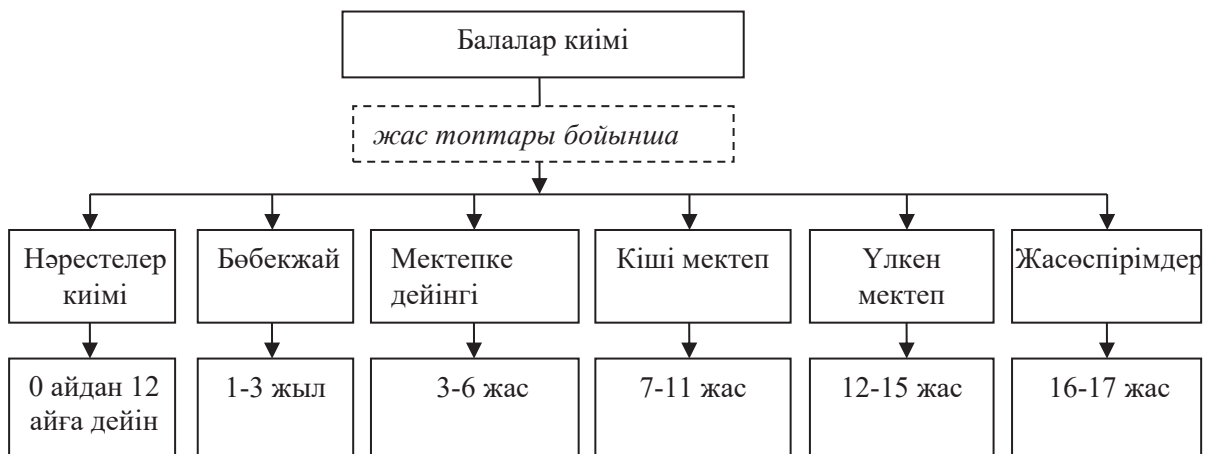 Балалар киімі
жас топтары бойынша
Нәрестелер
киімі
Бөбекжай
Мектепке
дейінгі
Кіші мектеп
Үлкен
мектеп
Жасөспірімдер
0 айдан 12
айға дейін
1-3 жыл
3-6 жас
7-11 жас
12-15 жас
16-17 жас